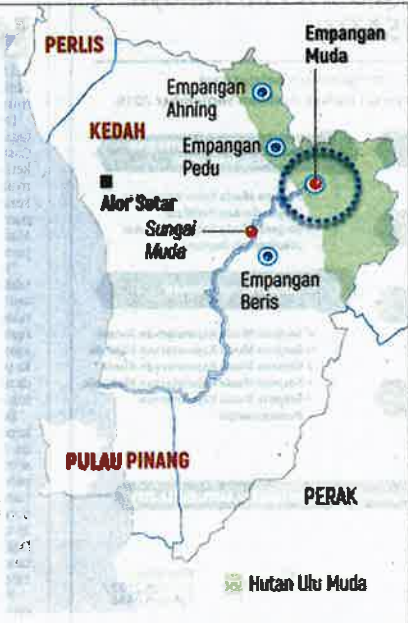 PERLIS
Empangan
Muda
Empangan
Ahning
KEDAH
Empangan
Pedu
Alor Setar
Sungai
Muda
Empangan
Beris
PULAU PINANG
PERAK
Hutan Ulu Muda